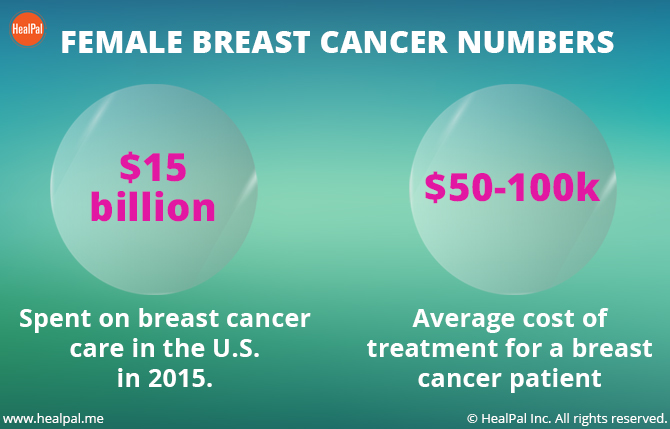 HealPal
FEMALE BREAST CANCER NUMBERS
$15
billion
Spent on breast cancer
care in the U.S.
in 2015.
$50-100k
Average cost of
treatment for a breast
cancer patient
www.healpal.me
© HealPal Inc. All rights reserved.